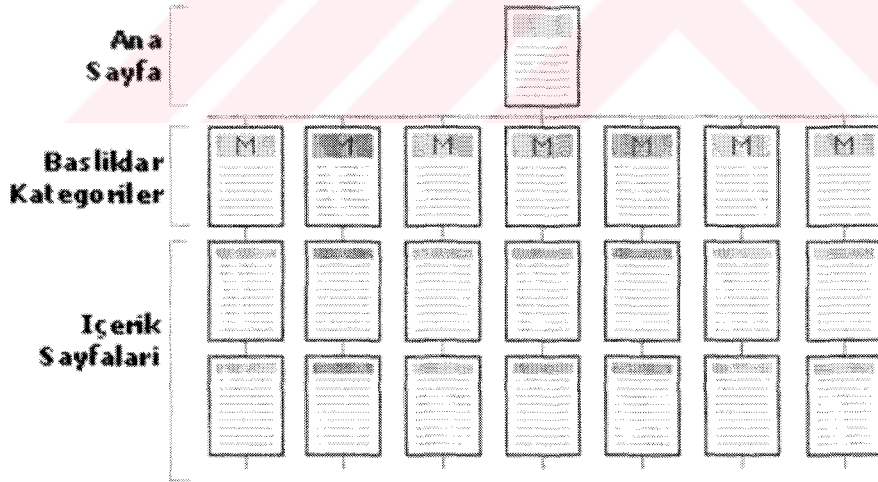 Ana
Sayfa
M M M M M M M
Basliklar
Kategoriler
Içerik
Sayfalari